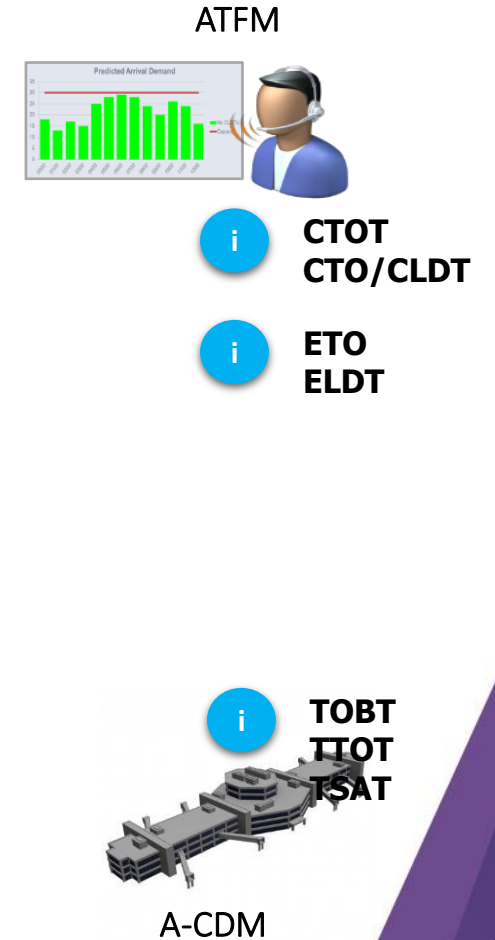 ATFM
Predicted Arrival Demand
i
CTOT
CTO/CLDT
i
ETO
ELDT
i
TOBT
TTOT
TSAT
A-CDM